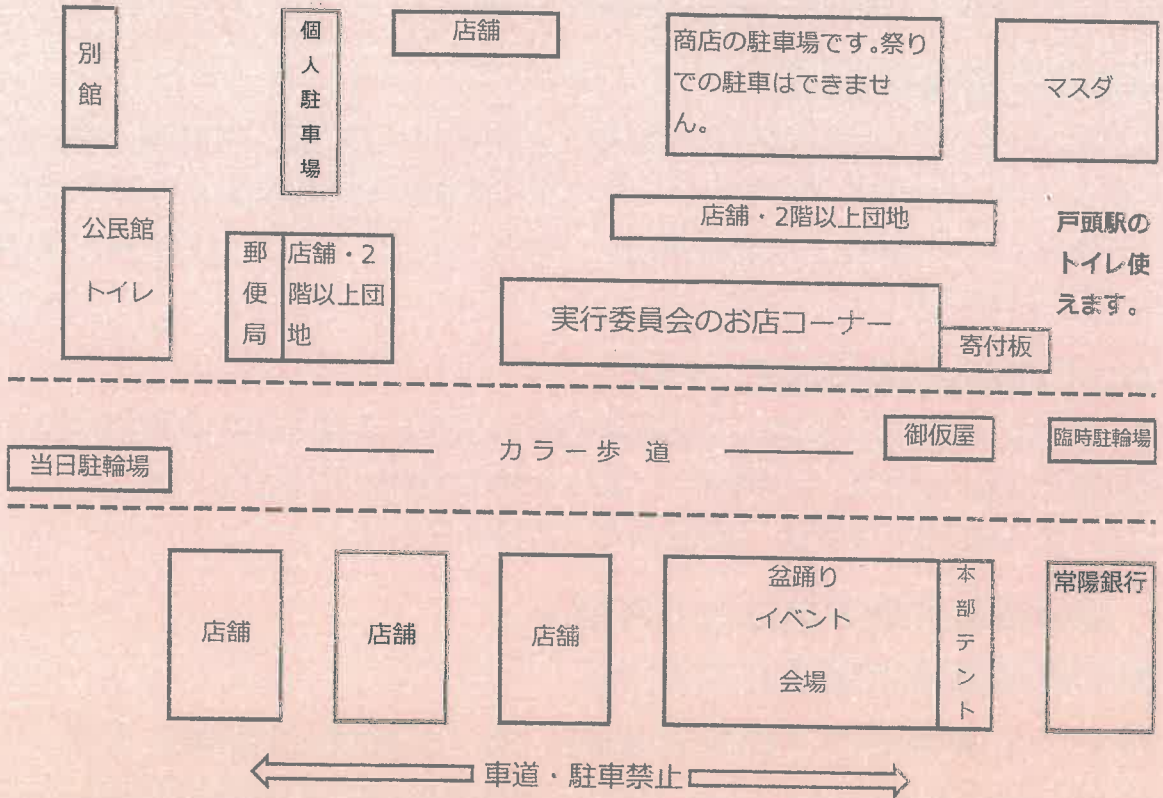 別館
個人駐車場
店舗
商店の駐車場です。祭り
での駐車はできませ
ん。
マスダ
公民館
トイレ
郵便局
店舗・2
階以上団
地
店舗・2階以上団地
戸頭駅の
トイレ使
えます。
実行委員会のお店コーナー
寄付板
当日駐輪場
カラー歩 道
御仮屋
臨時駐輪場
店舗
店舗
店舗
盆踊り
イベント
会場
本部テント
常陽銀行
車道・駐車禁止